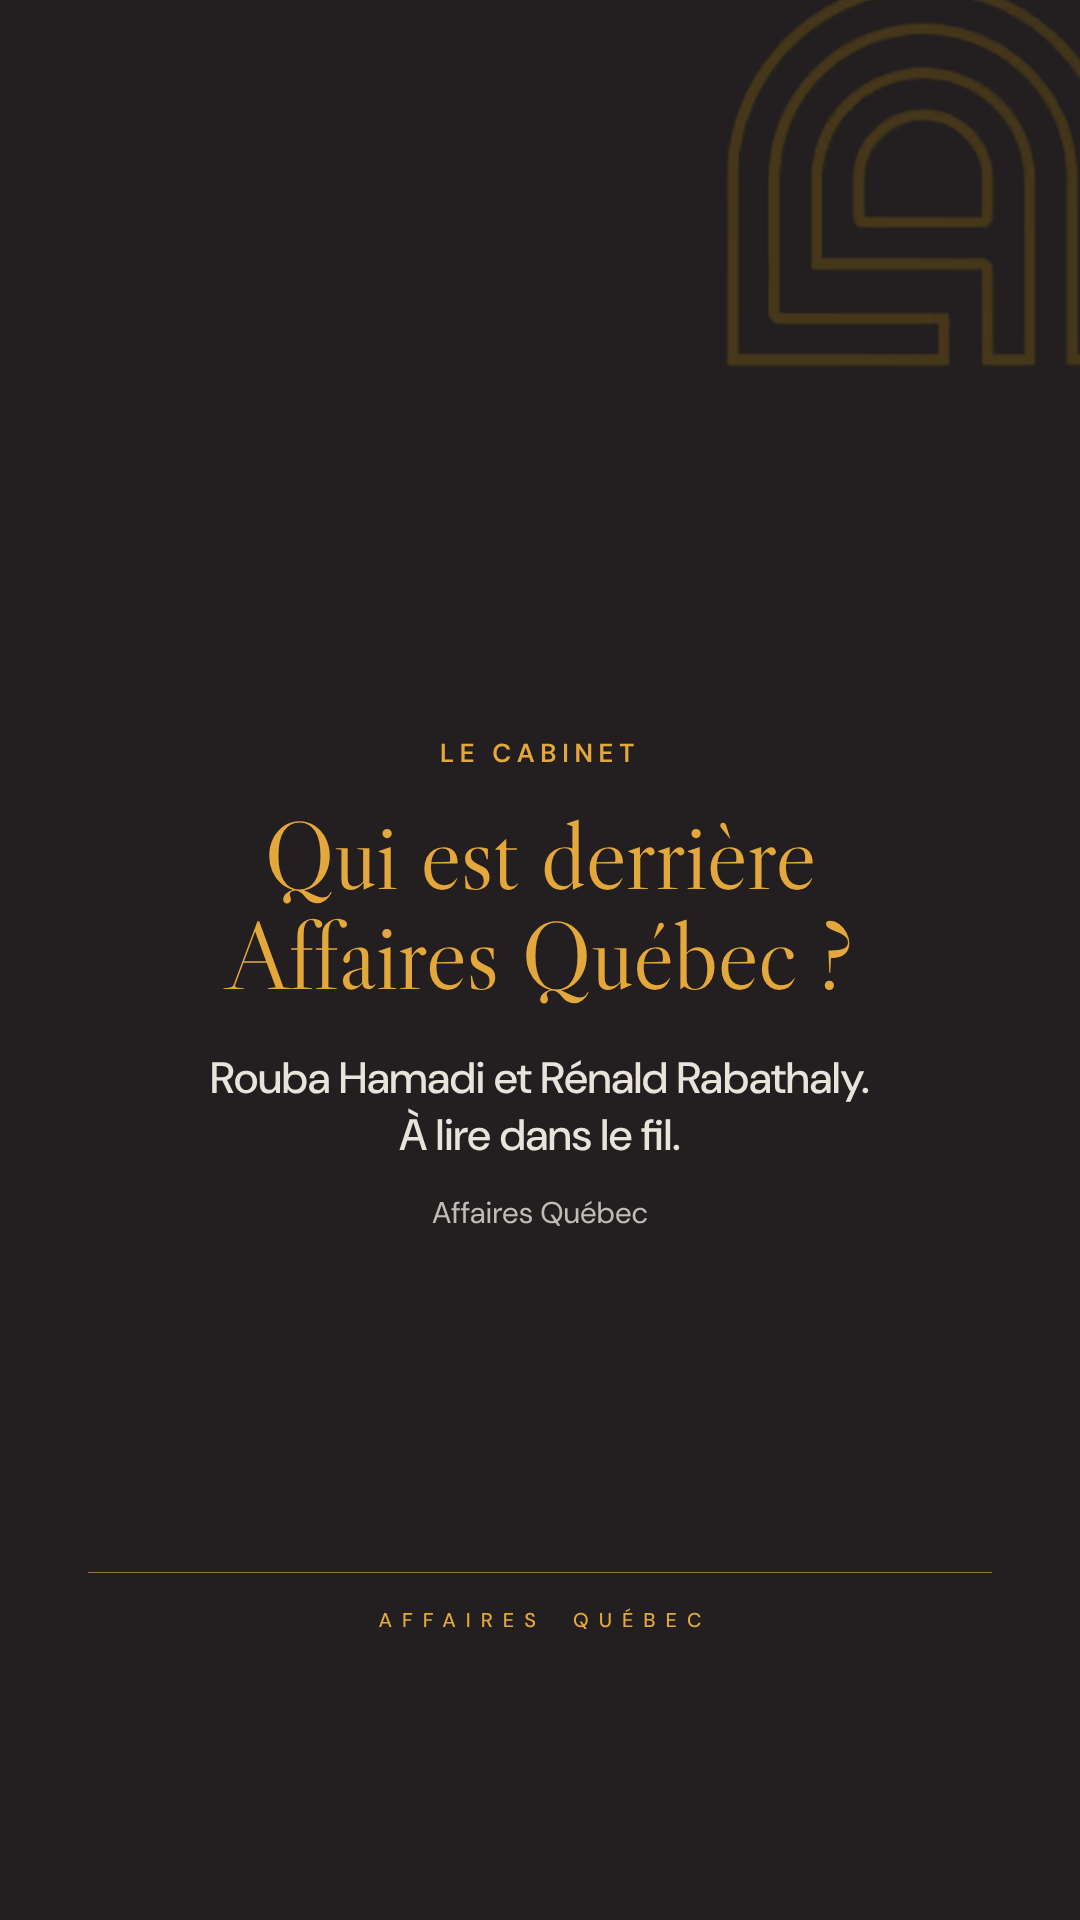 LE CABINET
Qui est derrière
Affaires Québec ?
Rouba Hamadi et Rénald Rabathaly.
À lire dans le fil.
Affaires Québec
AFFAIRES QUÉBEC